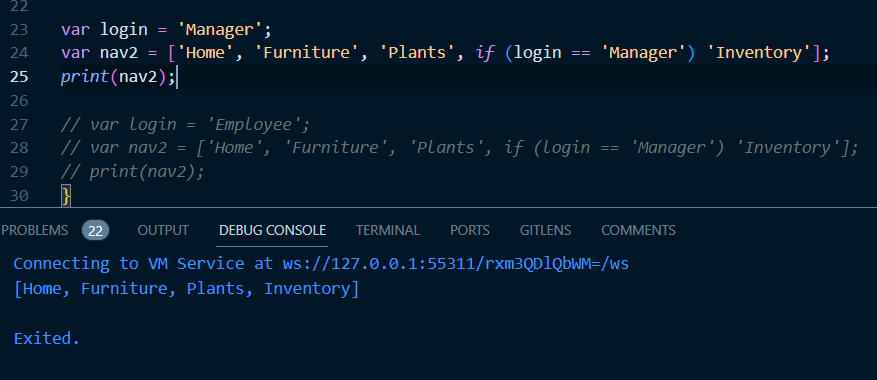 22
23 var login = 'Manager';
24 var nav2 = ['Home', 'Furniture', 'Plants', if (login == 'Manager') 'Inventory'];
25 print(nav2);
26
27 // var login = 'Employee';
28 // var nav2 = ['Home', 'Furniture', 'Plants', if (login == 'Manager') 'Inventory'];
29 // print(nav2);
30 }
PROBLEMS 22 OUTPUT DEBUG CONSOLE TERMINAL PORTS GITLENS COMMENTS
Connecting to VM Service at ws://127.0.0.1:55311/rxm3QDlQbWM=/ws
[Home, Furniture, Plants, Inventory]
Exited.